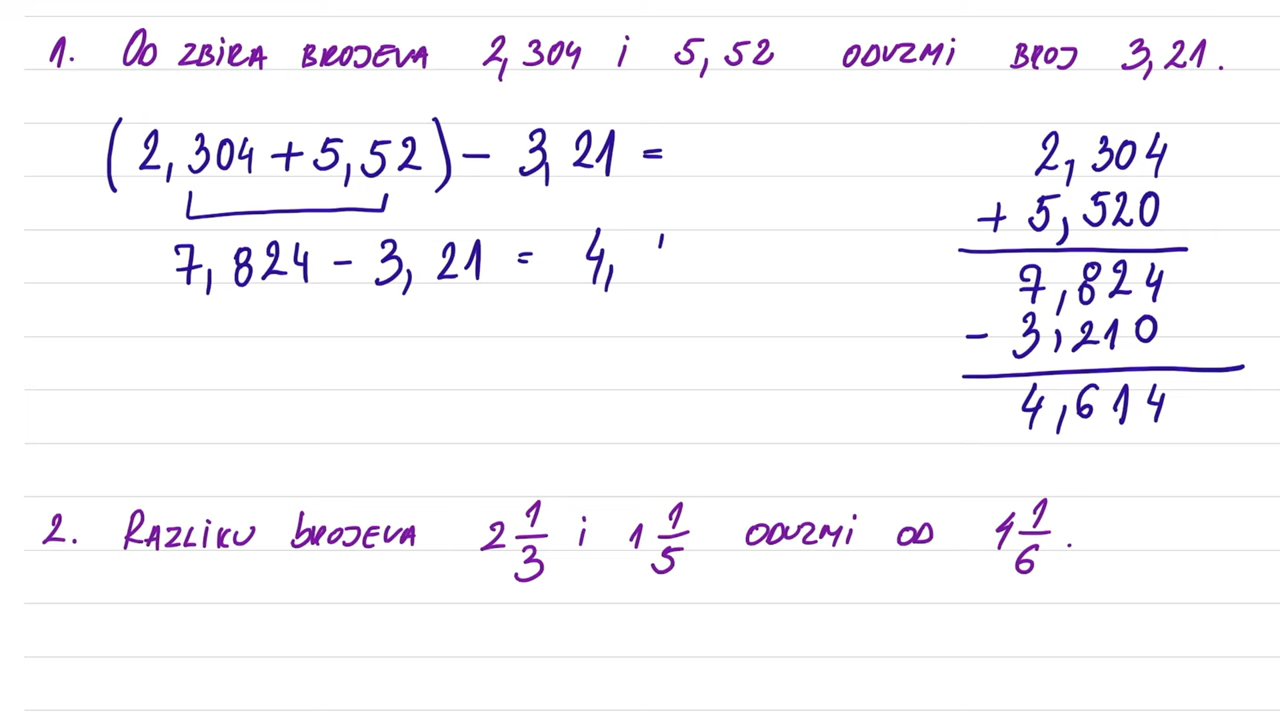 1. OD ZBIRA BROJEVA 2,304 i 5,52 ODUZMI BROJ 3,21.
(2,304 + 5,52) - 3,21 =
7,824 - 3,21 = 4,
2,304
+ 5,520
7,824
- 3,210
4,614
2. RAZLIKU BROJEVA 2 1/3 i 1 1/5 ODUZMI OD 4 1/6.